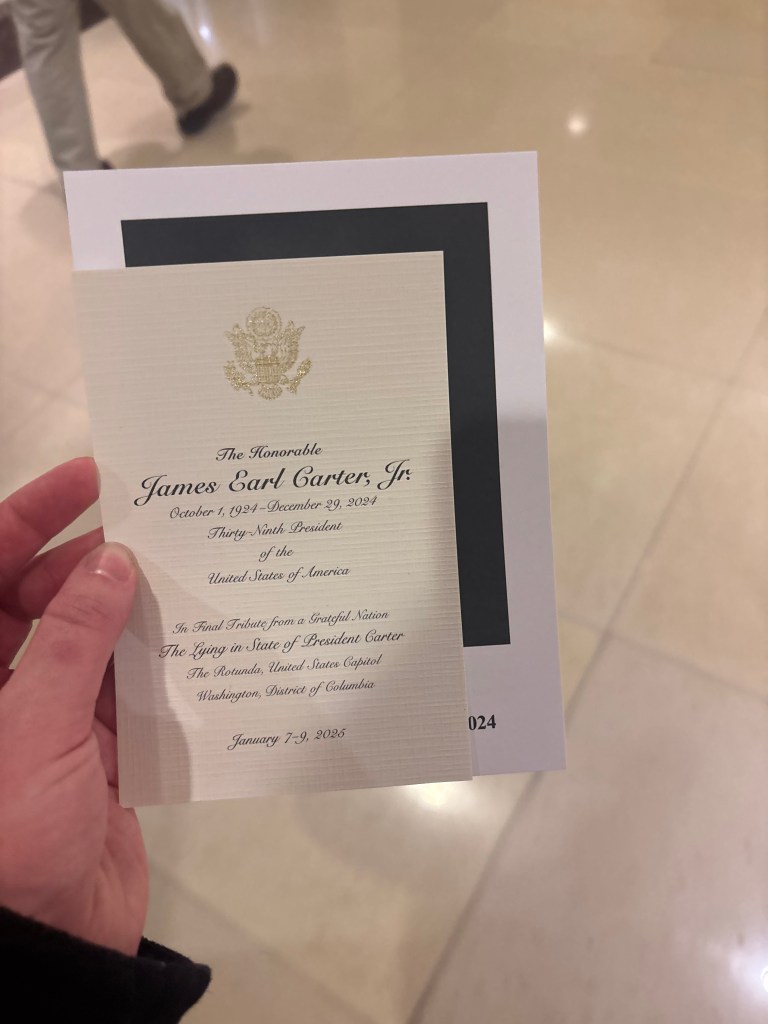 The Honorable
James Earl Carter, Jr.
October 1, 1924–December 29, 2024
Thirty-Ninth President
of the
United States of America
In Final Tribute from a Grateful Nation
The Lying in State of President Carter
The Rotunda, United States Capitol
Washington, District of Columbia
January 7–9, 2025
024